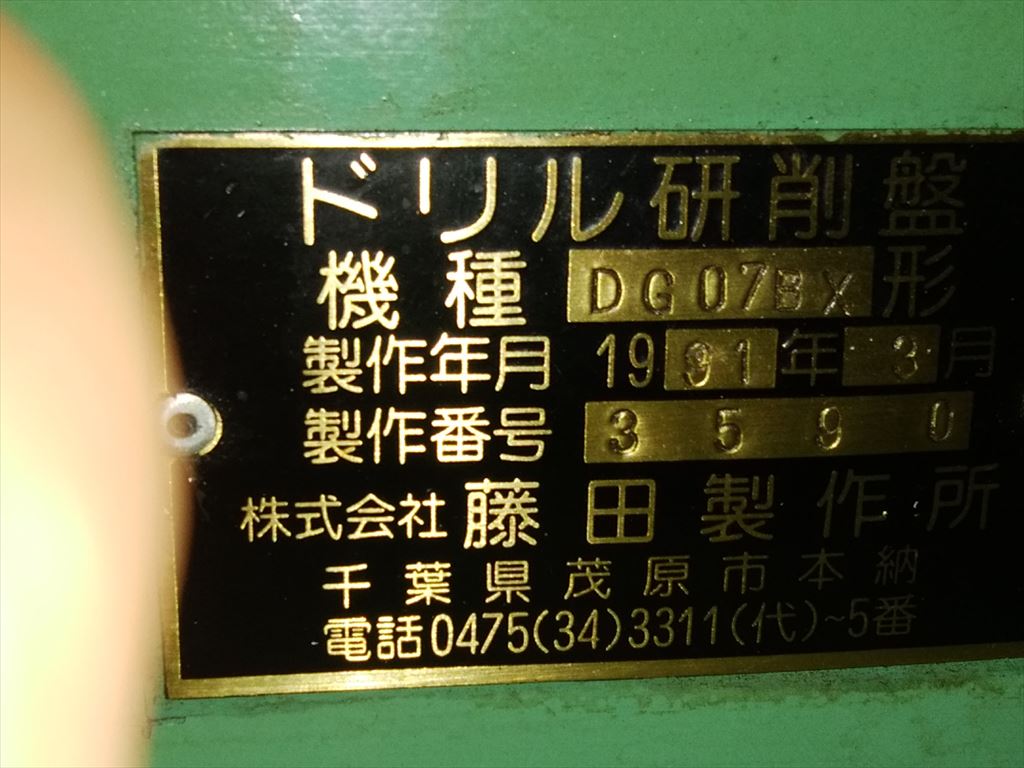 ドリル研削盤
機種 DG07BX形
製作年月 1991年3月
製作番号 3590
株式会社 藤田製作所
千葉県茂原市本納
電話0475(34)3311(代)~5番